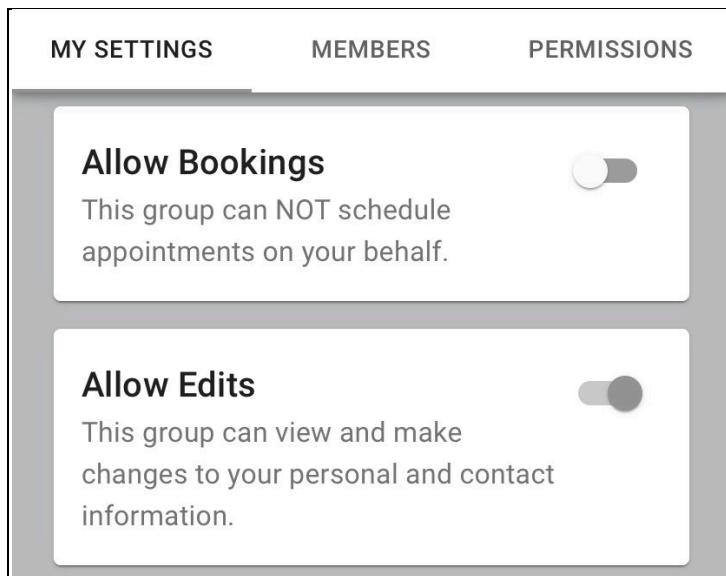 MY SETTINGS MEMBERS PERMISSIONS
Allow Bookings
This group can NOT schedule
appointments on your behalf.
Allow Edits
This group can view and make
changes to your personal and contact
information.